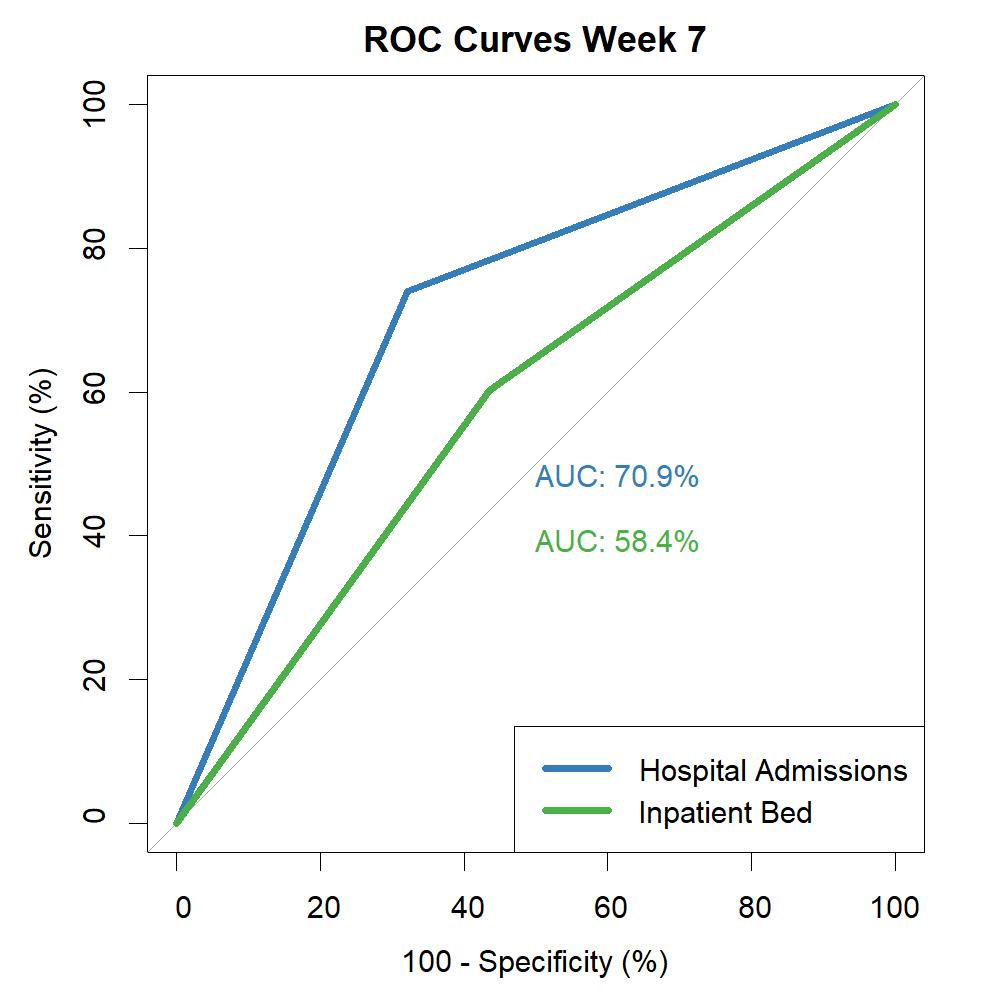 ROC Curves Week 7
100
80
60
40
20
0
Sensitivity (%)
AUC: 70.9%
AUC: 58.4%
Hospital Admissions
Inpatient Bed
0 20 40 60 80 100
100 - Specificity (%)